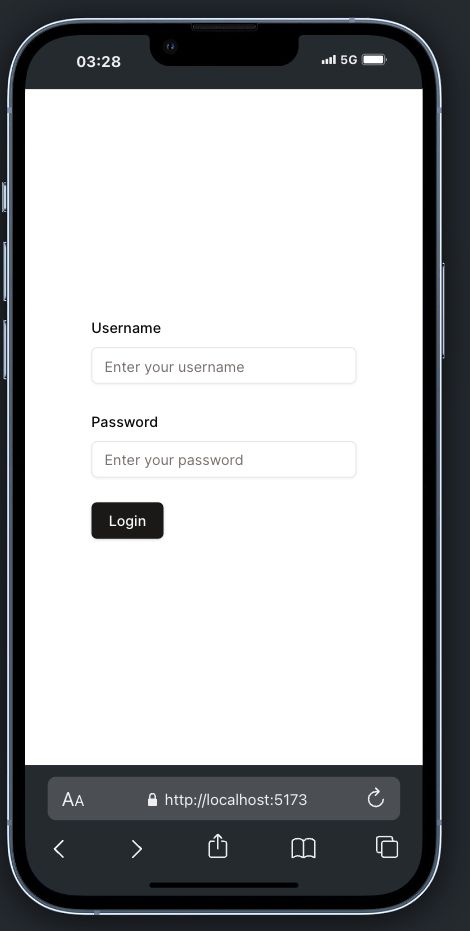 03:28
5G
Username
Enter your username
Password
Enter your password
Login
AA
http://localhost:5173